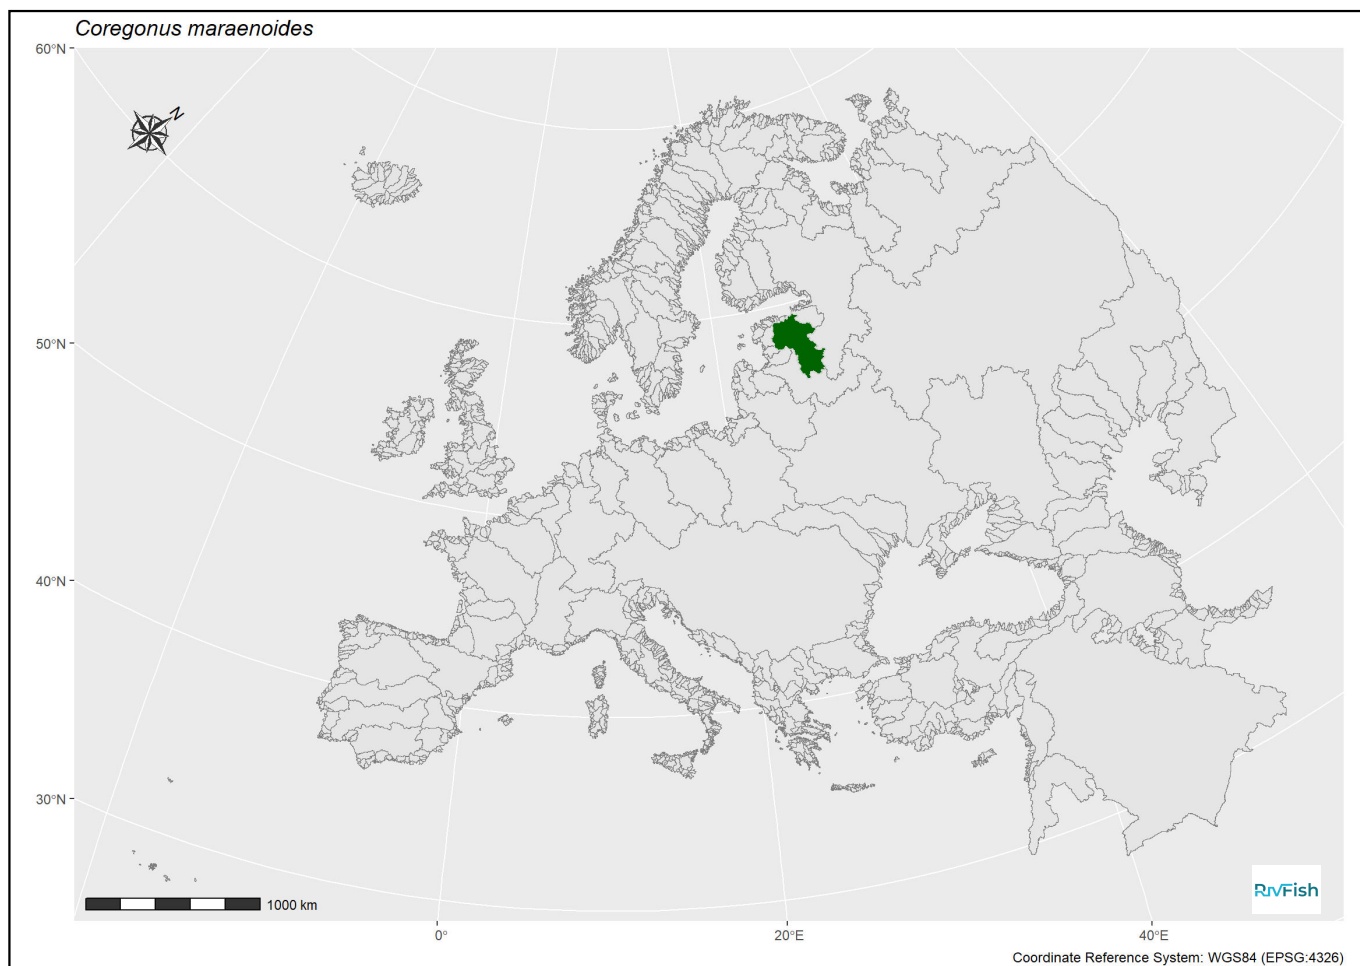 Coregonus maraenoides
60°N
N
50°N
40°N
30°N
1000 km
RIVFish
0°
20°E
40°E
Coordinate Reference System: WGS84 (EPSG:4326)